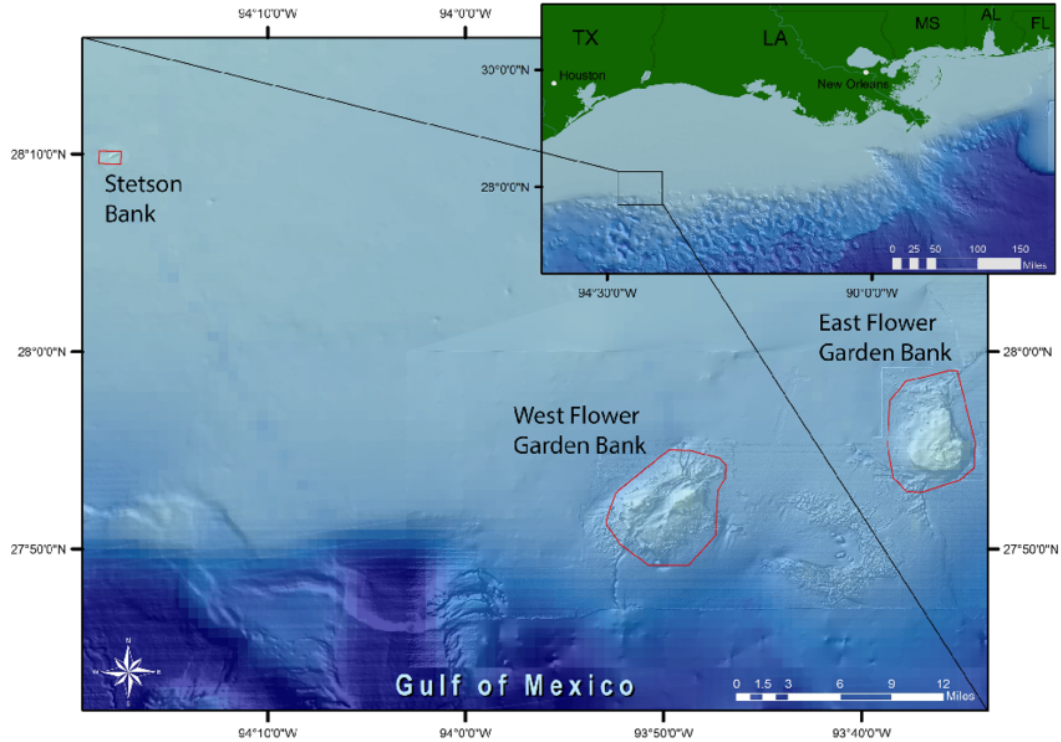 94°10'0"W
94°0'0"W
TX
LA
MS
AL
FL
30°0'0"N
Houston
New Orleans
28°10'0"N
Stetson
Bank
28°0'0"N
0 25 50 100 150
Miles
94°30'0"W
90°0'0"W
East Flower
Garden Bank
28°0'0"N
28°0'0"N
West Flower
Garden Bank
27°50'0"N
27°50'0"N
N
W
E
S
Gulf of Mexico
0 1.5 3 6 9 12
Miles
94°10'0"W
94°0'0"W
93°50'0"W
93°40'0"W